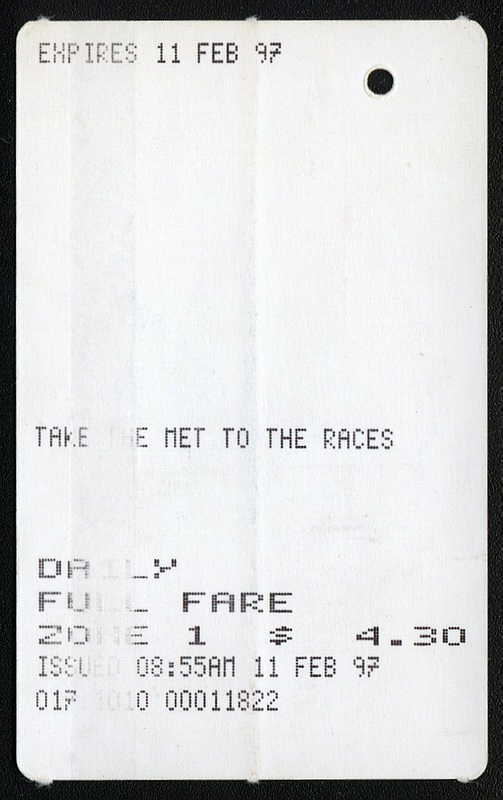 EXPIRES 11 FEB 97
TAKE THE MET TO THE RACES
DAILY
FULL FARE
ZONE 1 $ 4.30
ISSUED 08:55AM 11 FEB 97
017 1010 00011822